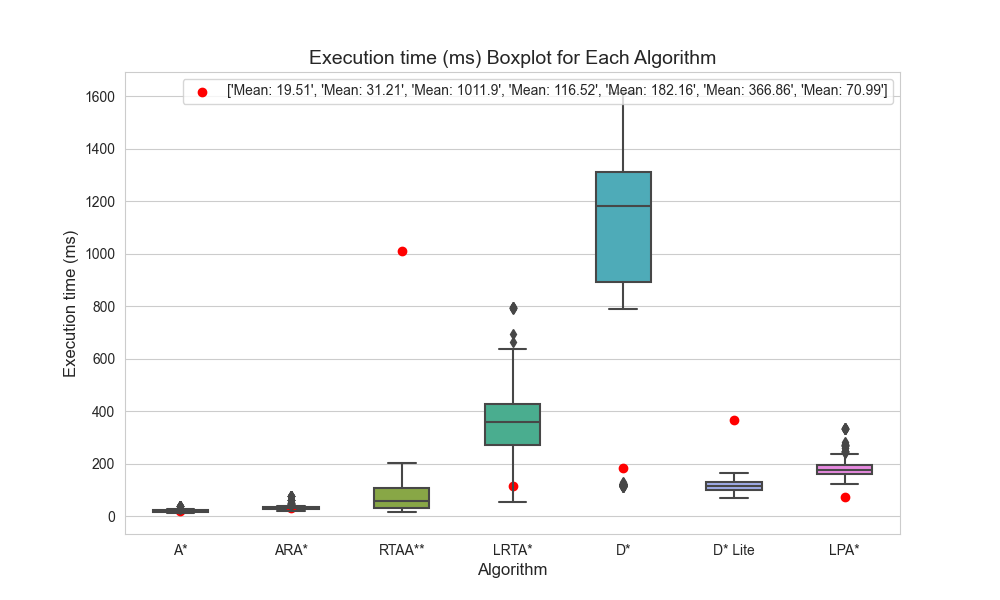 Execution time (ms) Boxplot for Each Algorithm
['Mean: 19.51', 'Mean: 31.21', 'Mean: 1011.9', 'Mean: 116.52', 'Mean: 182.16', 'Mean: 366.86', 'Mean: 70.99']
1600
1400
1200
1000
800
600
400
200
0
Execution time (ms)
A* ARA* RTAA** LRTA* D* D* Lite LPA*
Algorithm